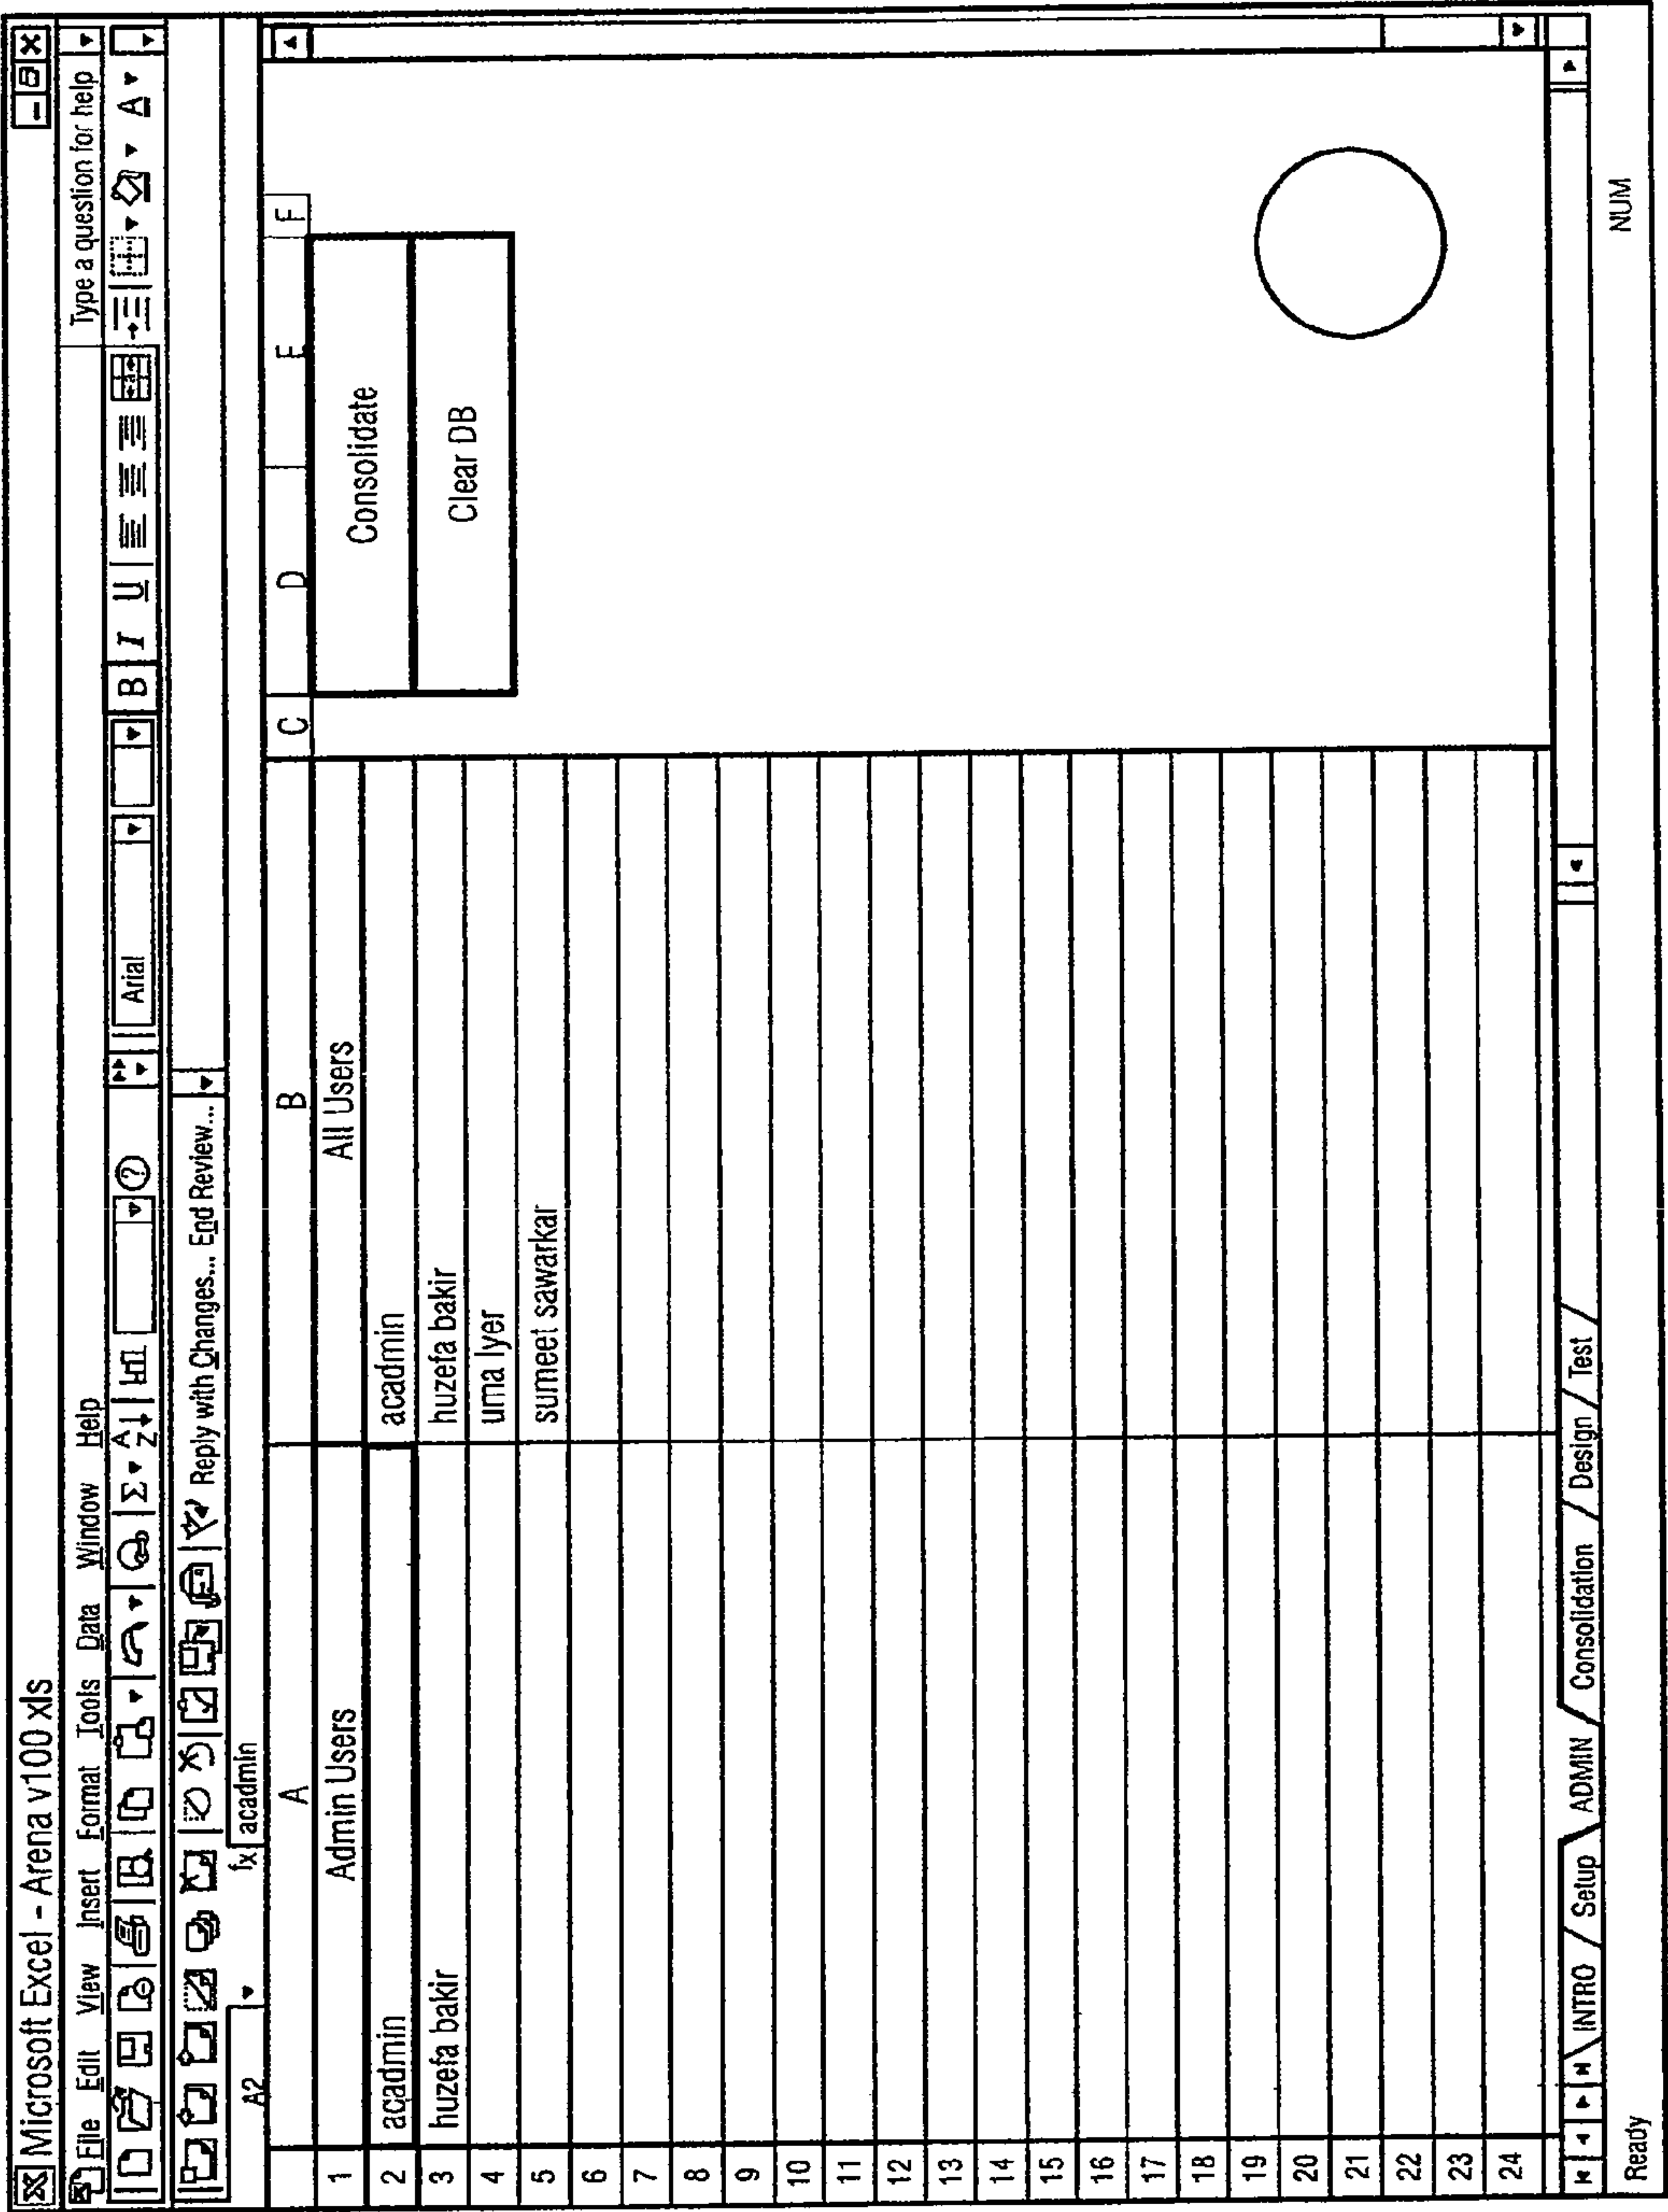 Microsoft Excel - Arena v100 xls
File Edit View Insert Format Tools Data Window Help Type a question for help
Arial B I U
Reply with Changes... End Review...
A2 fx acadmin
A B C D E F
1 Admin Users All Users Consolidate
2 acadmin acadmin
3 huzefa bakir huzefa bakir Clear DB
4 uma Iyer
5 sumeet sawarkar
6
7
8
9
10
11
12
13
14
15
16
17
18
19
20
21
22
23
24
INTRO / Setup \ ADMIN / Consolidation / Design / Test /
Ready NUM